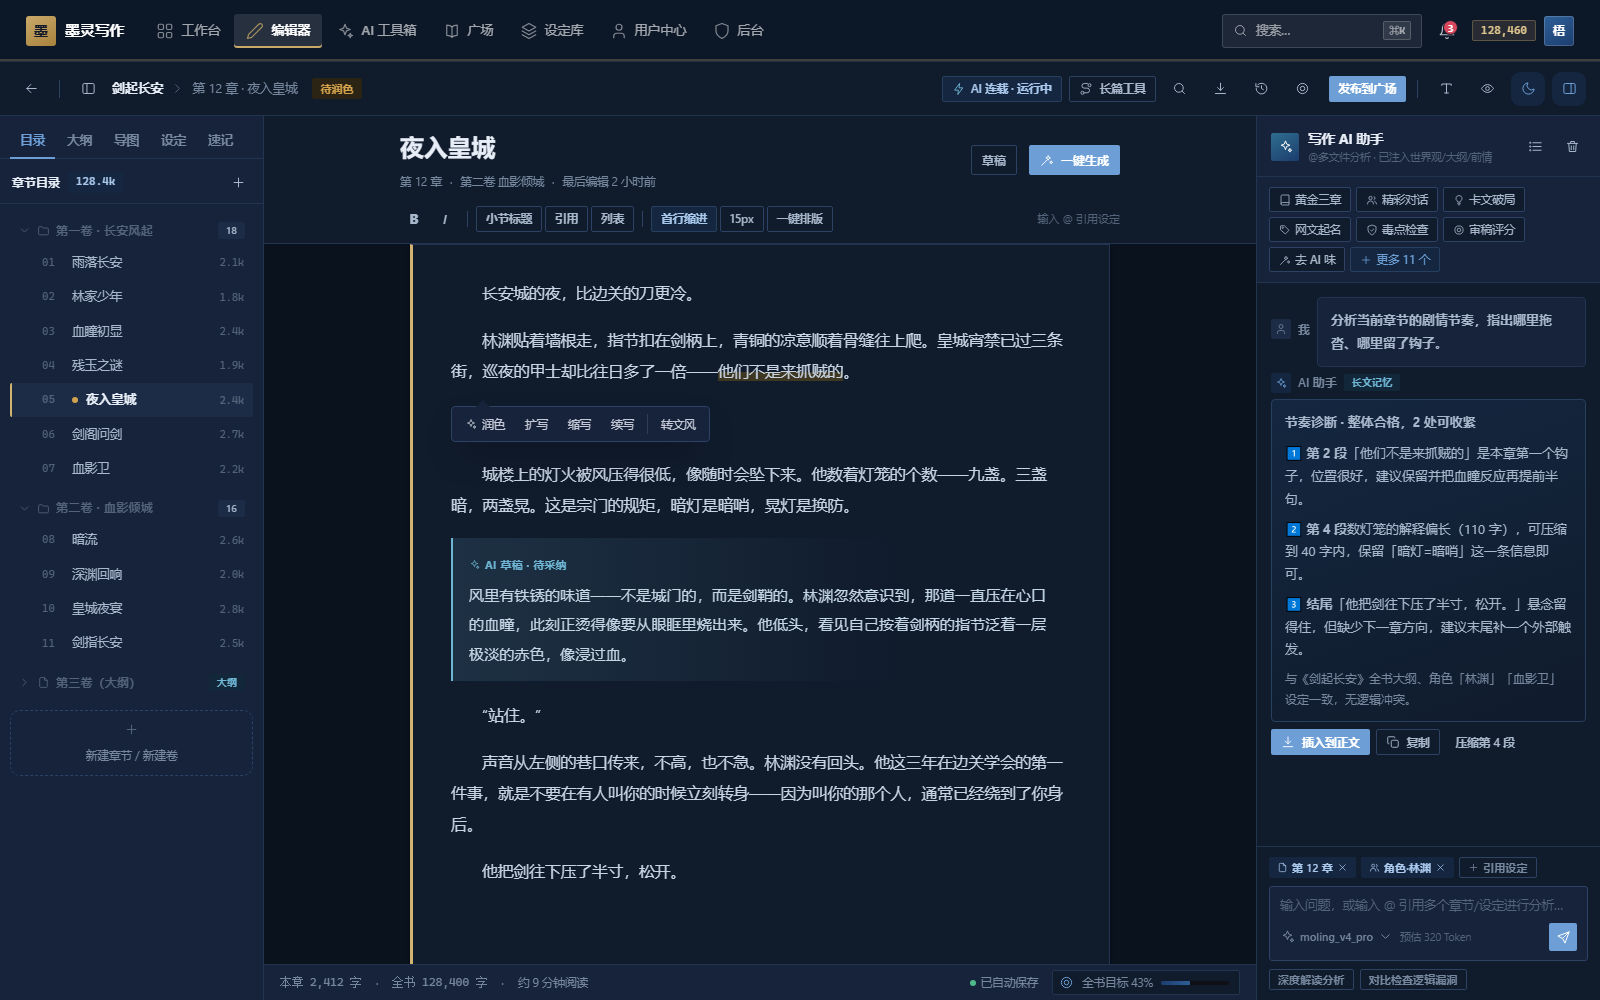 墨 墨灵写作 工作台 编辑器 AI 工具箱 广场 设定库 用户中心 后台 搜索... ⌘K 3 128,460 梧
剑起长安 第 12 章 · 夜入皇城 待润色 AI 连载 · 运行中 长篇工具 发布到广场
目录 大纲 导图 设定 速记
章节目录 128.4k
第一卷 · 长安风起 18
01 雨落长安 2.1k
02 林家少年 1.8k
03 血瞳初显 2.4k
04 残玉之谜 1.9k
05 夜入皇城 2.4k
06 剑阁问剑 2.7k
07 血影卫 2.2k
第二卷 · 血影倾城 16
08 暗流 2.6k
09 深渊回响 2.0k
10 皇城夜宴 2.8k
11 剑指长安 2.5k
第三卷（大纲） 大纲
新建章节 / 新建卷
夜入皇城
第 12 章 · 第二卷 血影倾城 · 最后编辑 2 小时前
草稿 一键生成
B I 小节标题 引用 列表 首行缩进 15px 一键排版 输入 @ 引用设定
长安城的夜，比边关的刀更冷。
林渊贴着墙根走，指节扣在剑柄上，青铜的凉意顺着骨缝往上爬。皇城宵禁已过三条
街，巡夜的甲士却比往日多了一倍——他们不是来抓贼的。
润色 扩写 缩写 续写 转文风
城楼上的灯火被风压得很低，像随时会坠下来。他数着灯笼的个数——九盏。三盏
暗，两盏晃。这是宗门的规矩，暗灯是暗哨，晃灯是换防。
AI 草稿 · 待采纳
风里有铁锈的味道——不是城门的，而是剑鞘的。林渊忽然意识到，那道一直压在心口
的血瞳，此刻正烫得像要从眼眶里烧出来。他低头，看见自己按着剑柄的指节泛着一层
极淡的赤色，像浸过血。
“站住。”
声音从左侧的巷口传来，不高，也不急。林渊没有回头。他这三年在边关学会的第一
件事，就是不要在有人叫你的时候立刻转身——因为叫你的那个人，通常已经绕到了你身
后。
他把剑往下压了半寸，松开。
本章 2,412 字 · 全书 128,400 字 · 约 9 分钟阅读 已自动保存 全书目标 43%
写作 AI 助手
@多文件分析 · 已注入世界观/大纲/前情
黄金三章 精彩对话 卡文破局
网文起名 毒点检查 审稿评分
去 AI 味 更多 11 个
我
分析当前章节的剧情节奏，指出哪里拖
沓、哪里留了钩子。
AI 助手 长文记忆
节奏诊断 · 整体合格，2 处可收紧
1 第 2 段「他们不是来抓贼的」是本章第一个钩
子，位置很好，建议保留并把血瞳反应再提前半
句。
2 第 4 段数灯笼的解释偏长（110 字），可压缩
到 40 字内，保留「暗灯=暗哨」这一条信息即
可。
3 结尾「他把剑往下压了半寸，松开。」悬念留
得住，但缺少下一章方向，建议末尾补一个外部触
发。
与《剑起长安》全书大纲、角色「林渊」「血影卫」
设定一致，无逻辑冲突。
插入到正文 复制 压缩第 4 段
第 12 章 角色·林渊 引用设定
输入问题，或输入 @ 引用多个章节/设定进行分析...
moling_v4_pro 预估 320 Token
深度解读分析 对比检查逻辑漏洞